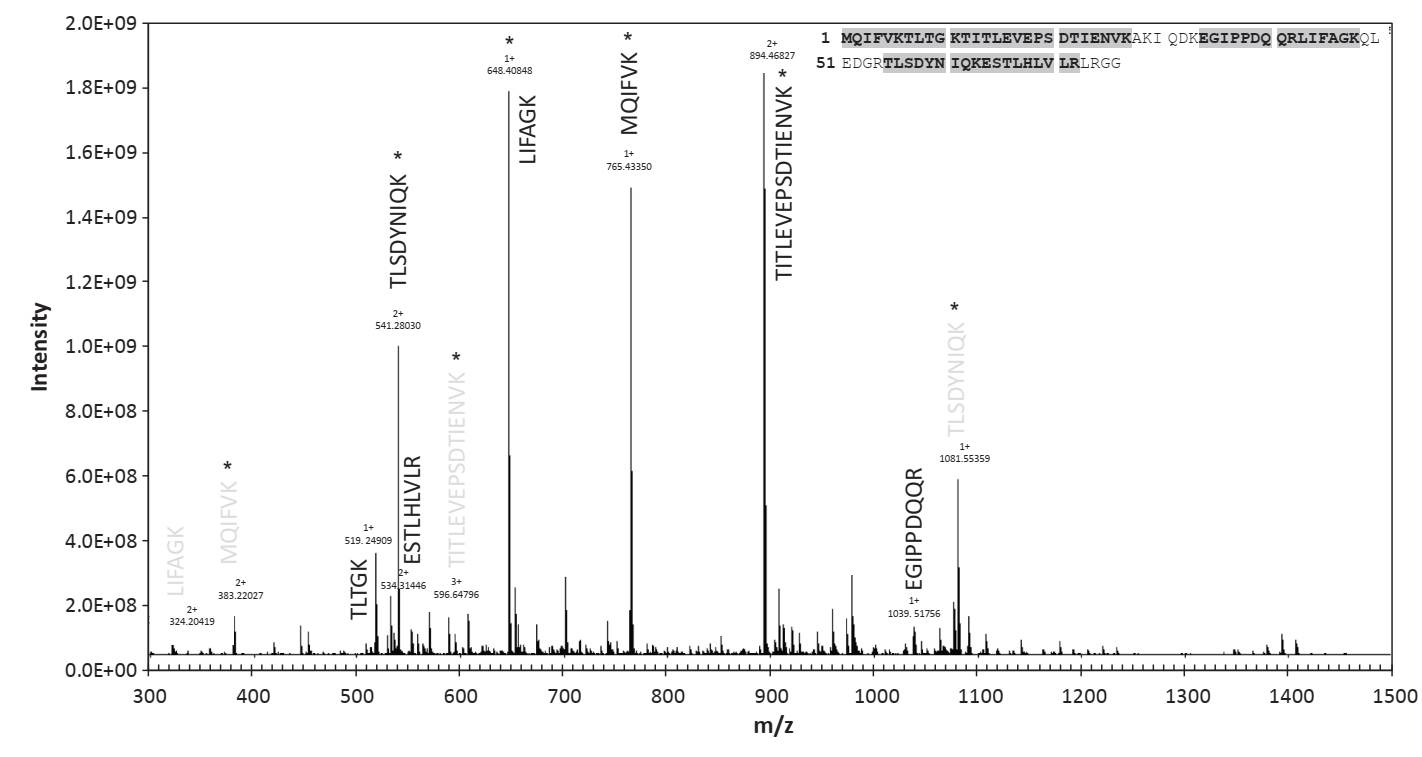 2.0E+09
1.8E+09
1.6E+09
1.4E+09
1.2E+09
1.0E+09
8.0E+08
6.0E+08
4.0E+08
2.0E+08
0.0E+00
Intensity
300 400 500 600 700 800 900 1000 1100 1200 1300 1400 1500
m/z
1 MQIFVKTLTG KTITLEVEPS DTIENVKAKI QDKEGIPPDQ QRLIFAGKQL
51 EDGRTLSDYN IQKESTLHLV LRLRGG
LIFAGK
2+
324.20419
*
MQIFVK
2+
383.22027
TLTGK
1+
519.24909
*
TLSDYNIQK
2+
541.28030
ESTLHLVLR
2+
534.31446
*
TITLEVEPSDTIENVK
3+
596.64796
*
1+
648.40848
LIFAGK
*
MQIFVK
1+
765.43350
2+
894.46827
*
TITLEVEPSDTIENVK
EGIPPDQQR
1+
1039.51756
*
TLSDYNIQK
1+
1081.55359